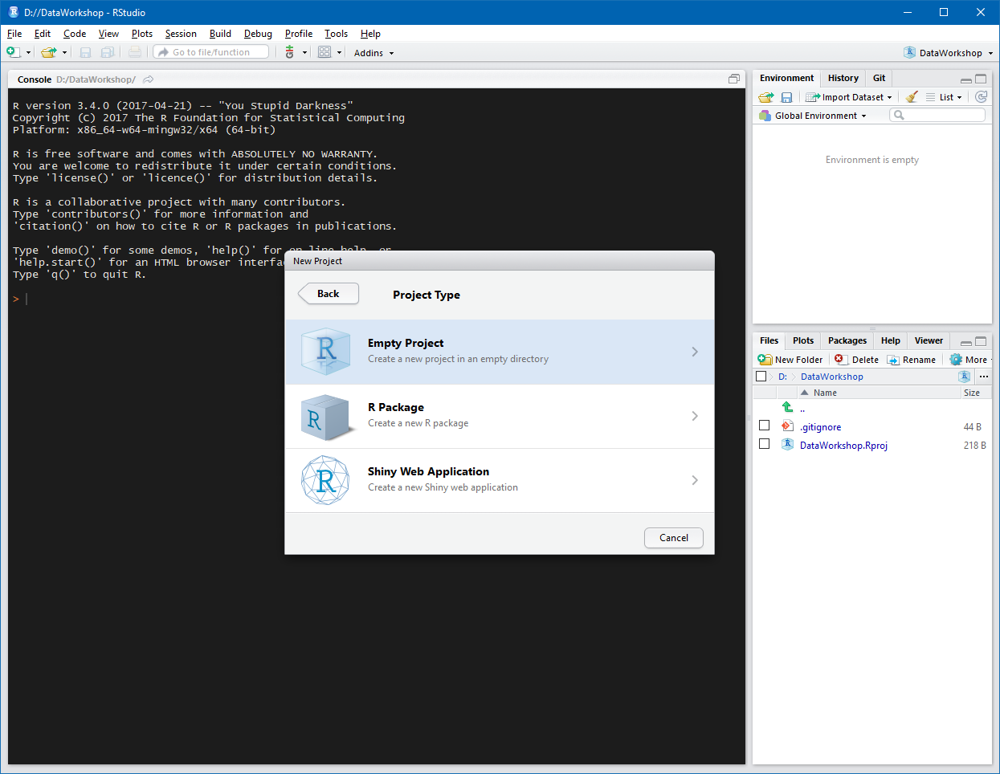 D://DataWorkshop - RStudio
File Edit Code View Plots Session Build Debug Profile Tools Help
Go to file/function Addins DataWorkshop
Console D:/DataWorkshop/
R version 3.4.0 (2017-04-21) -- "You Stupid Darkness"
Copyright (C) 2017 The R Foundation for Statistical Computing
Platform: x86_64-w64-mingw32/x64 (64-bit)
R is free software and comes with ABSOLUTELY NO WARRANTY.
You are welcome to redistribute it under certain conditions.
Type 'license()' or 'licence()' for distribution details.
R is a collaborative project with many contributors.
Type 'contributors()' for more information and
'citation()' on how to cite R or R packages in publications.
Type 'demo()' for some demos, 'help()' for on-line help, or
'help.start()' for an HTML browser interfa
Type 'q()' to quit R.
>
New Project
Back
Project Type
R
Empty Project
Create a new project in an empty directory
R
R Package
Create a new R package
R
Shiny Web Application
Create a new Shiny web application
Cancel
Environment History Git
Import Dataset List
Global Environment
Environment is empty
Files Plots Packages Help Viewer
New Folder Delete Rename More
D: DataWorkshop ...
Name Size
..
.gitignore 44 B
DataWorkshop.Rproj 218 B